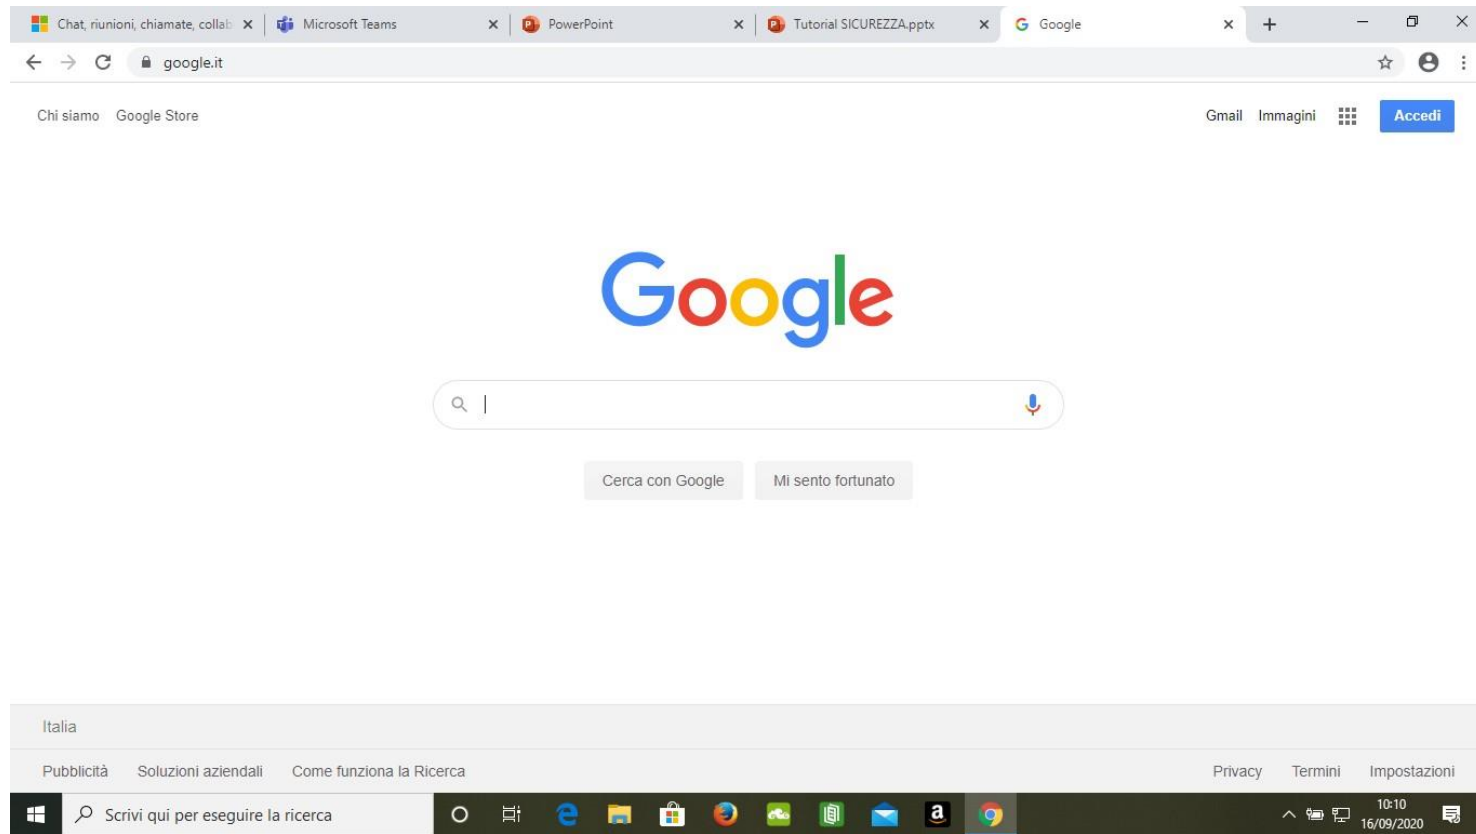 Chat, riunioni, chiamate, collab
Microsoft Teams
PowerPoint
Tutorial SICUREZZA.pptx
Google
google.it
Chi siamo Google Store
Gmail Immagini Accedi
Google
Cerca con Google Mi sento fortunato
Italia
Pubblicità Soluzioni aziendali Come funziona la Ricerca
Privacy Termini Impostazioni
Scrivi qui per eseguire la ricerca
a
10:10
16/09/2020